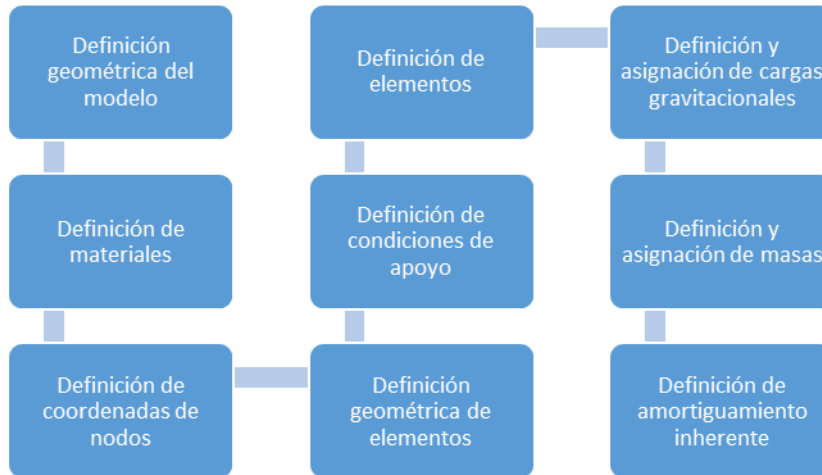 Definición
geométrica del
modelo
Definición de
materiales
Definición de
coordenadas de
nodos
Definición
geométrica de
elementos
Definición de
condiciones de
apoyo
Definición de
elementos
Definición y
asignación de cargas
gravitacionales
Definición y
asignación de masas
Definición de
amortiguamiento
inherente